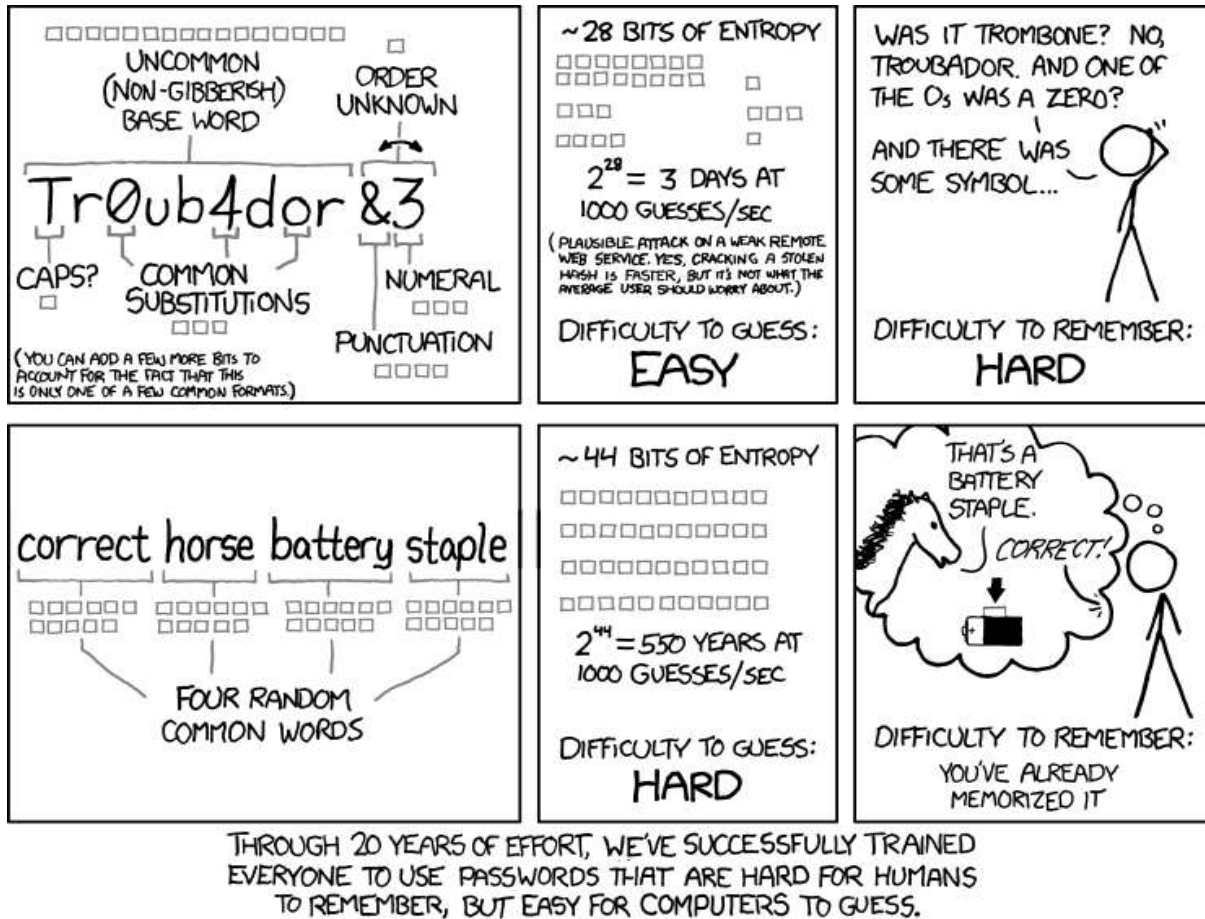 UNCOMMON
(NON-GIBBERISH)
BASE WORD
ORDER
UNKNOWN
Tr0ub4dor &3
CAPS?
COMMON
SUBSTITUTIONS
NUMERAL
PUNCTUATION
(YOU CAN ADD A FEW MORE BITS TO
ACCOUNT FOR THE FACT THAT THIS
IS ONLY ONE OF A FEW COMMON FORMATS.)
~28 BITS OF ENTROPY
2^28 = 3 DAYS AT
1000 GUESSES/SEC
(PLAUSIBLE ATTACK ON A WEAK REMOTE
WEB SERVICE. YES, CRACKING A STOLEN
HASH IS FASTER, BUT IT'S NOT WHAT THE
AVERAGE USER SHOULD WORRY ABOUT.)
DIFFICULTY TO GUESS:
EASY
WAS IT TROMBONE? NO,
TROUBADOR. AND ONE OF
THE Os WAS A ZERO?
AND THERE WAS
SOME SYMBOL...
DIFFICULTY TO REMEMBER:
HARD
correct horse battery staple
FOUR RANDOM
COMMON WORDS
~44 BITS OF ENTROPY
2^44 = 550 YEARS AT
1000 GUESSES/SEC
DIFFICULTY TO GUESS:
HARD
THAT'S A
BATTERY
STAPLE.
CORRECT!
+
DIFFICULTY TO REMEMBER:
YOU'VE ALREADY
MEMORIZED IT
THROUGH 20 YEARS OF EFFORT, WE'VE SUCCESSFULLY TRAINED
EVERYONE TO USE PASSWORDS THAT ARE HARD FOR HUMANS
TO REMEMBER, BUT EASY FOR COMPUTERS TO GUESS.